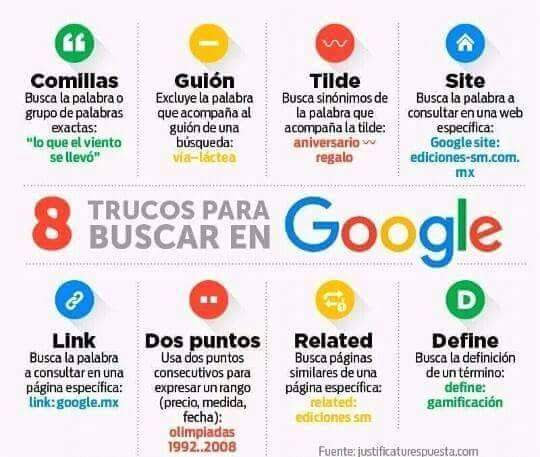 Comillas
Busca la palabra o
grupo de palabras
exactas:
"lo que el viento
se llevó"
Guión
Excluye la palabra
que acompaña al
guión de una
búsqueda:
vía-láctea
Tilde
Busca sinónimos de
la palabra que
acompaña la tilde:
aniversario ~
regalo
Site
Busca la palabra a
consultar en una web
específica:
Google site:
ediciones-sm.com.
mx
8 TRUCOS PARA
BUSCAR EN Google
Link
Busca la palabra
a consultar en una
página específica:
link: google.mx
Dos puntos
Usa dos puntos
consecutivos para
expresar un rango
(precio, medida,
fecha):
olimpiadas
1992..2008
Related
Busca páginas
similares de una
página específica:
related:
ediciones sm
D
Define
Busca la definición
de un término:
define:
gamificación
Fuente: justificaturespuesta.com